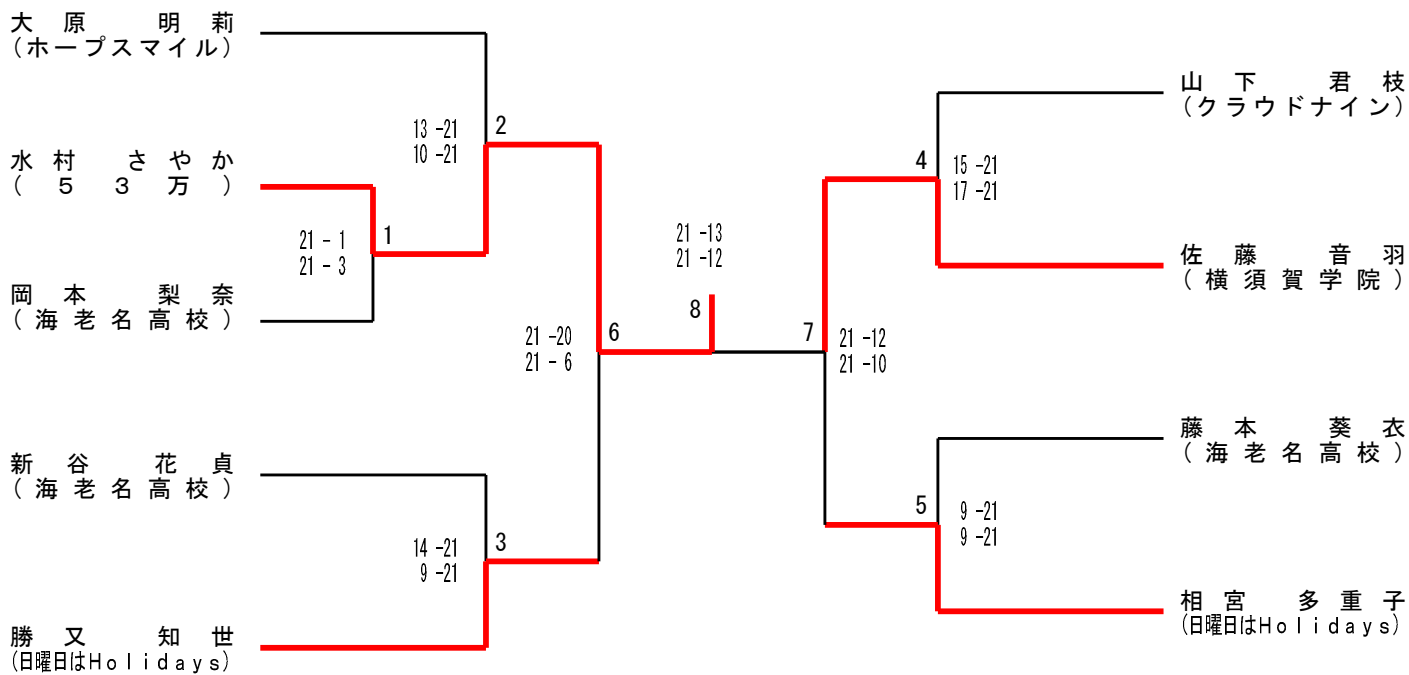 大原 明莉
(ホープスマイル)
水村 さやか
(53万)
岡本 梨奈
(海老名高校)
新谷 花貞
(海老名高校)
勝又 知世
(日曜日はHolidays)
13 -21
10 -21
2
21 - 1
21 - 3
1
14 -21
9 -21
3
21 -20
21 - 6
6
21 -13
21 -12
8
7
21 -12
21 -10
4
15 -21
17 -21
5
9 -21
9 -21
山下 君枝
(クラウドナイン)
佐藤 音羽
(横須賀学院)
藤本 葵衣
(海老名高校)
相宮 多重子
(日曜日はHolidays)